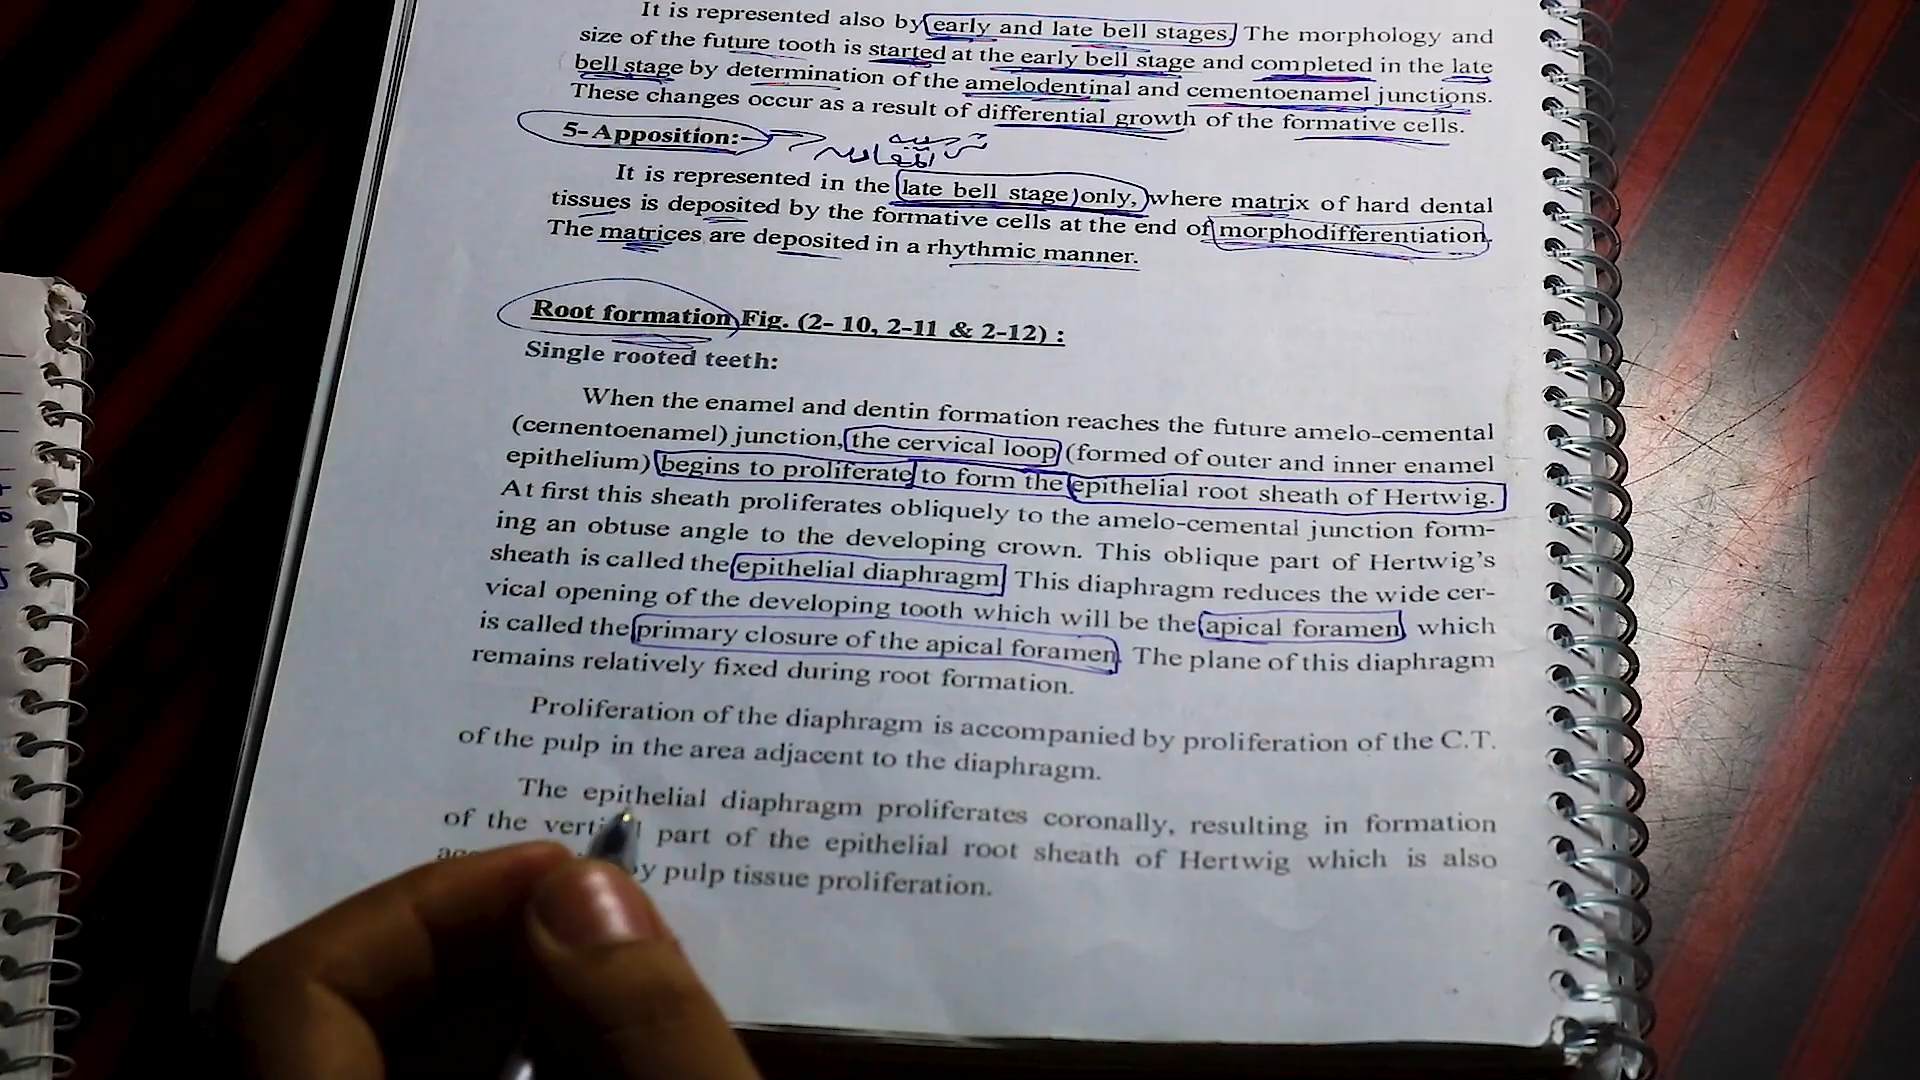 It is represented also by early and late bell stages. The morphology and
size of the future tooth is started at the early bell stage and completed in the late
bell stage by determination of the amelodentinal and cementoenamel junctions.
These changes occur as a result of differential growth of the formative cells.
5- Apposition:-
It is represented in the late bell stage only, where matrix of hard dental
tissues is deposited by the formative cells at the end of morphodifferentiation.
The matrices are deposited in a rhythmic manner.
Root formation Fig. (2- 10, 2-11 & 2-12) :
Single rooted teeth:
When the enamel and dentin formation reaches the future amelo-cemental
(cementoenamel) junction, the cervical loop (formed of outer and inner enamel
epithelium) begins to proliferate to form the epithelial root sheath of Hertwig.
At first this sheath proliferates obliquely to the amelo-cemental junction form-
ing an obtuse angle to the developing crown. This oblique part of Hertwig's
sheath is called the epithelial diaphragm. This diaphragm reduces the wide cer-
vical opening of the developing tooth which will be the apical foramen, which
is called the primary closure of the apical foramen. The plane of this diaphragm
remains relatively fixed during root formation.
Proliferation of the diaphragm is accompanied by proliferation of the C.T.
of the pulp in the area adjacent to the diaphragm.
The epithelial diaphragm proliferates coronally, resulting in formation
of the part of the epithelial root sheath of Hertwig which is also
by pulp tissue proliferation.